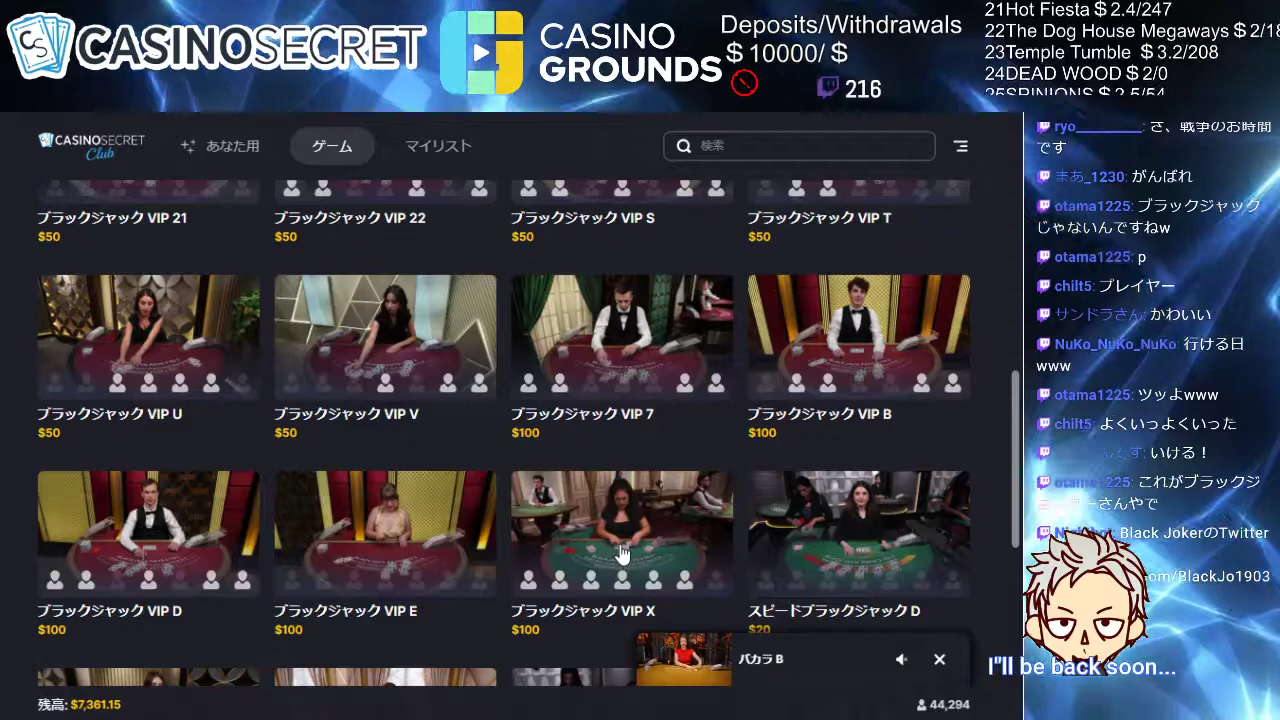 CASINOSECRET
CASINO
GROUNDS
Deposits/Withdrawals
$ 10000/ $
216
21Hot Fiesta $ 2.4/247
22The Dog House Megaways $ 2/18
23Temple Tumble $ 3.2/208
24DEAD WOOD $ 2/0
25SPINIONS $ 2.5/54
CASINOSECRET
Club
あなた用
ゲーム
マイリスト
検索
ブラックジャック VIP 21
$50
ブラックジャック VIP 22
$50
ブラックジャック VIP S
$50
ブラックジャック VIP T
$50
ブラックジャック VIP U
$50
ブラックジャック VIP V
$50
ブラックジャック VIP 7
$100
ブラックジャック VIP B
$100
ブラックジャック VIP D
$100
ブラックジャック VIP E
$100
ブラックジャック VIP X
$100
スピードブラックジャック D
$20
バカラ B
残高: $7,361.15
44,294
ryo_________: さ、戦争のお時間
です
まあ_1230: がんばれ
otama1225: ブラックジャック
じゃないんですねw
otama1225: p
chilt5: プレイヤー
サンドラさん: かわいい
NuKo_NuKo_NuKo: 行ける日
www
otama1225: ツッよwww
chilt5: よくいっよくいった
いける！
otama1225: これがブラックジ
さんやで
Black JokerのTwitter
om/BlackJo1903
I'll be back soon...